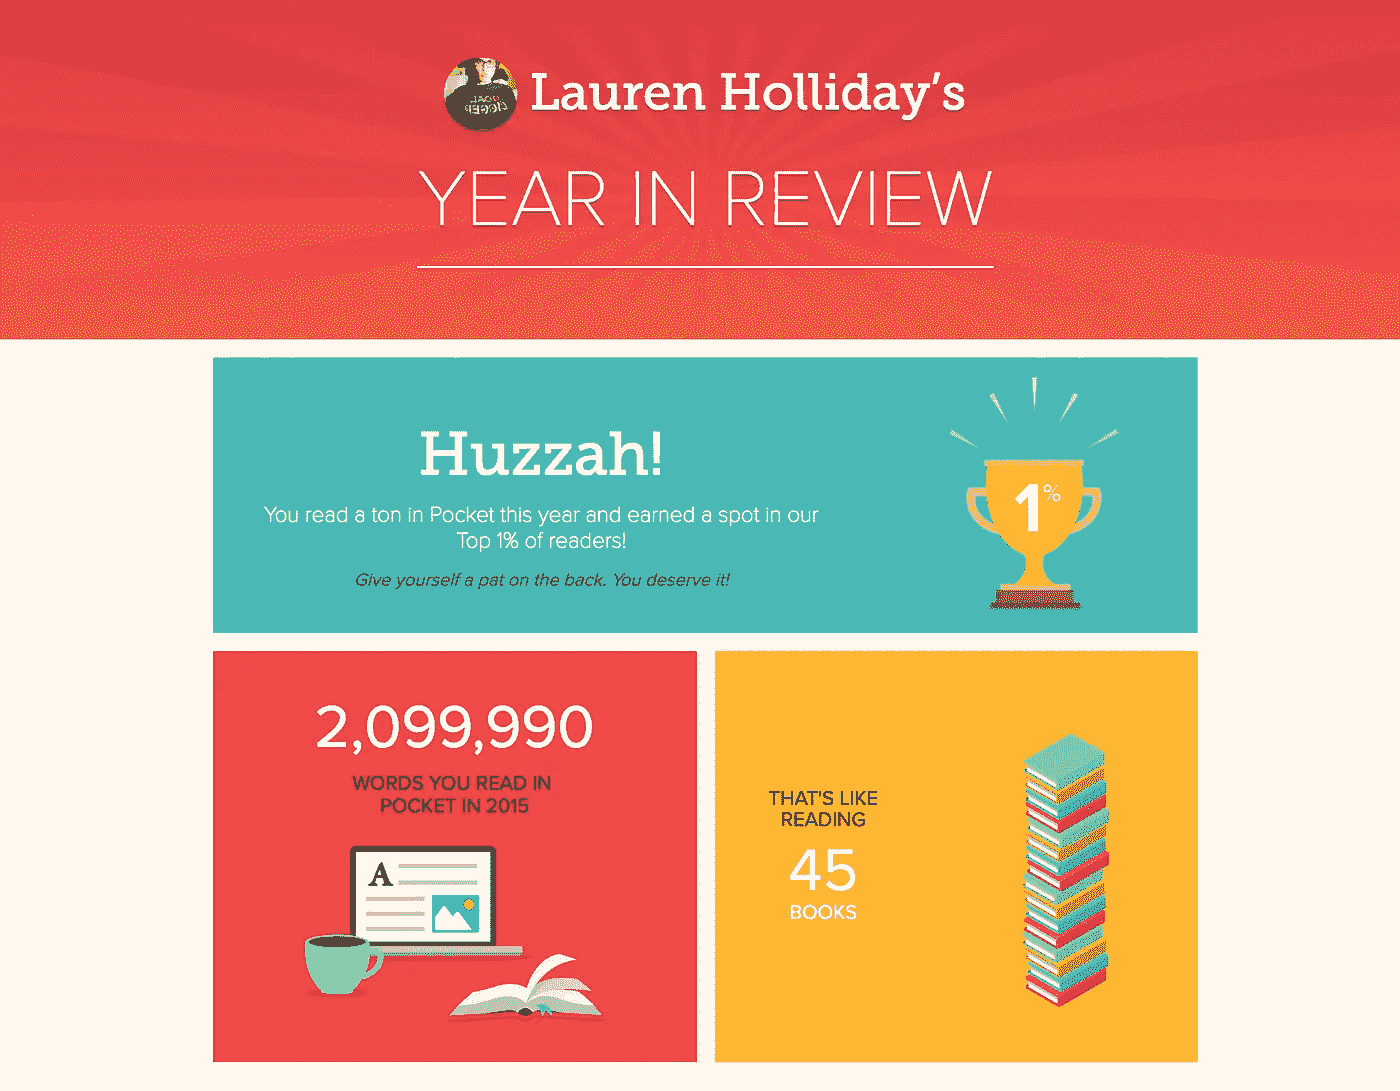 Lauren Holliday's
YEAR IN REVIEW
Huzzah!
You read a ton in Pocket this year and earned a spot in our
Top 1% of readers!
Give yourself a pat on the back. You deserve it!
1%
2,099,990
WORDS YOU READ IN
POCKET IN 2015
A
THAT'S LIKE
READING
45
BOOKS